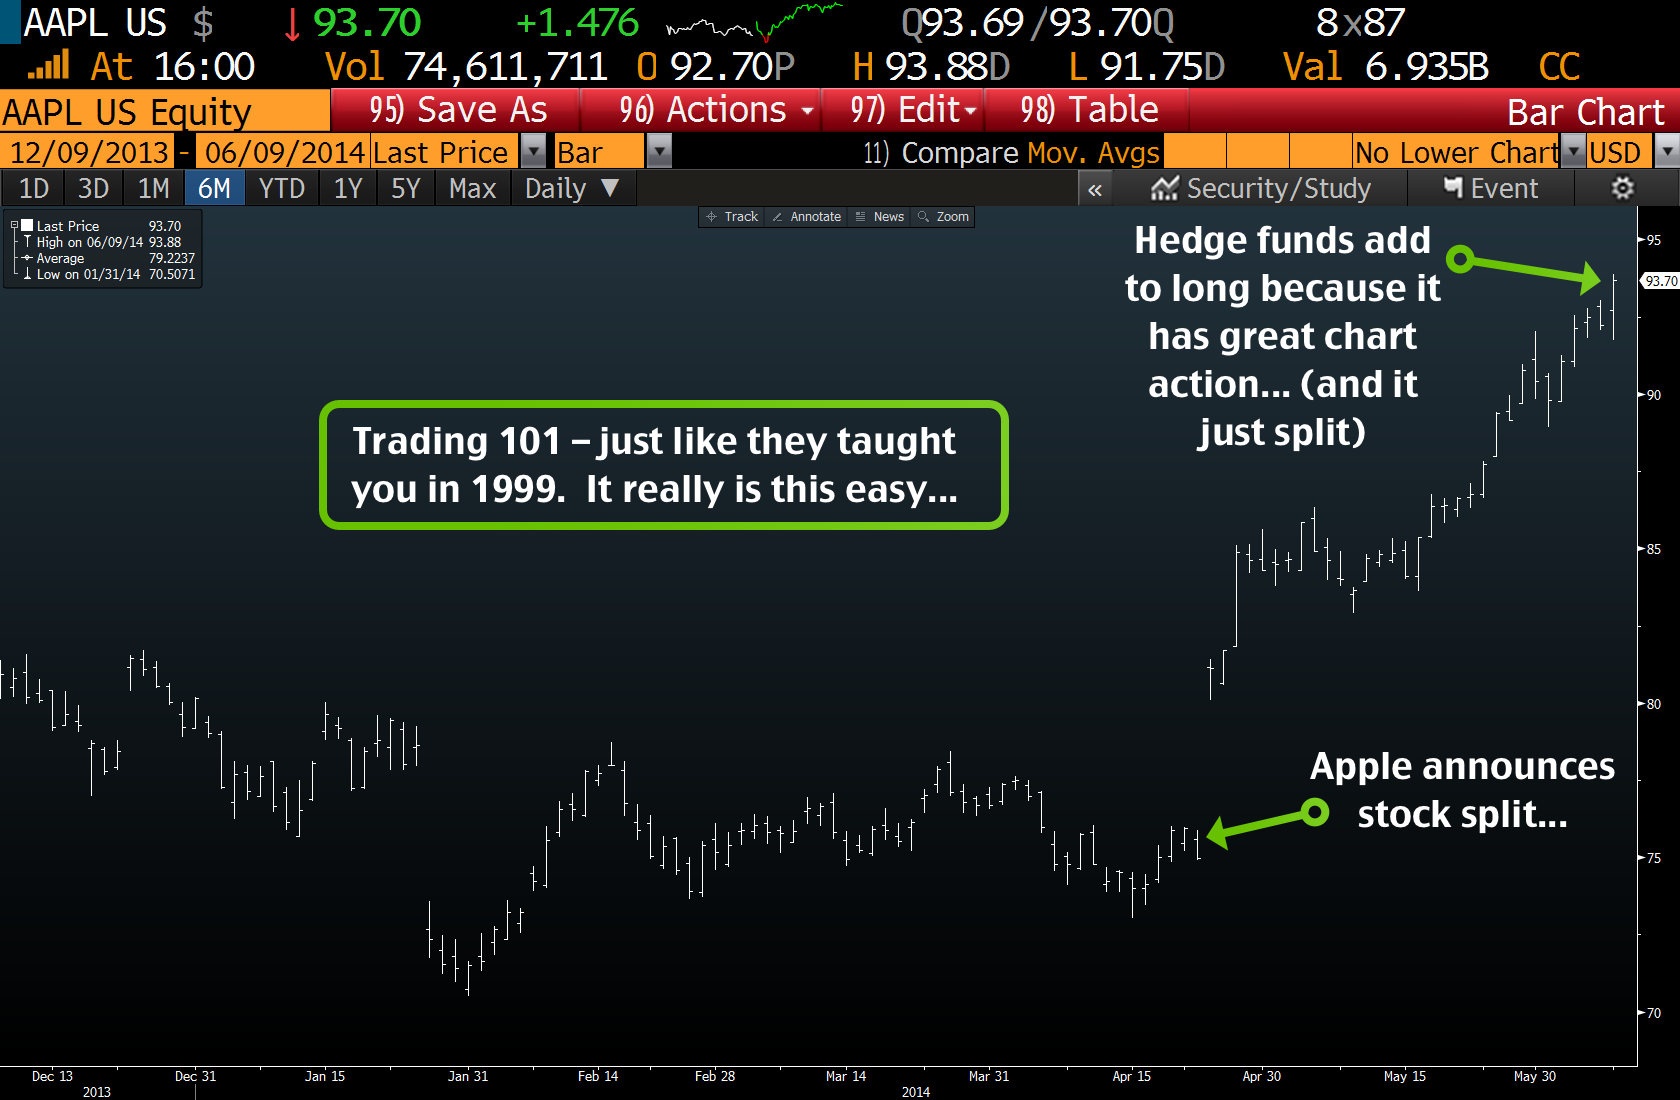 AAPL US $ ↓ 93.70 +1.476 Q93.69/93.70Q 8x87
At 16:00 Vol 74,611,711 O 92.70P H 93.88D L 91.75D Val 6.935B CC
AAPL US Equity 95) Save As 96) Actions 97) Edit 98) Table Bar Chart
12/09/2013 - 06/09/2014 Last Price Bar 11) Compare Mov. Avgs No Lower Chart USD
1D 3D 1M 6M YTD 1Y 5Y Max Daily ▼ « Security/Study Event
Track Annotate News Zoom
Last Price 93.70
High on 06/09/14 93.88
Average 79.2237
Low on 01/31/14 70.5071
Hedge funds add
to long because it
has great chart
action... (and it
just split)
Trading 101 – just like they taught
you in 1999.  It really is this easy...
Apple announces
stock split...
95
93.70
90
85
80
75
70
Dec 13 Dec 31 Jan 15 Jan 31 Feb 14 Feb 28 Mar 14 Mar 31 Apr 15 Apr 30 May 15 May 30
2013 2014